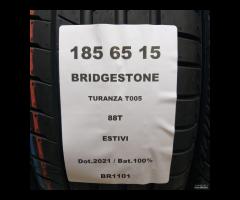 185 65 15
BRIDGESTONE
TURANZA T005
88T
ESTIVI
Dot.2021 / Bat.100%
BR1101